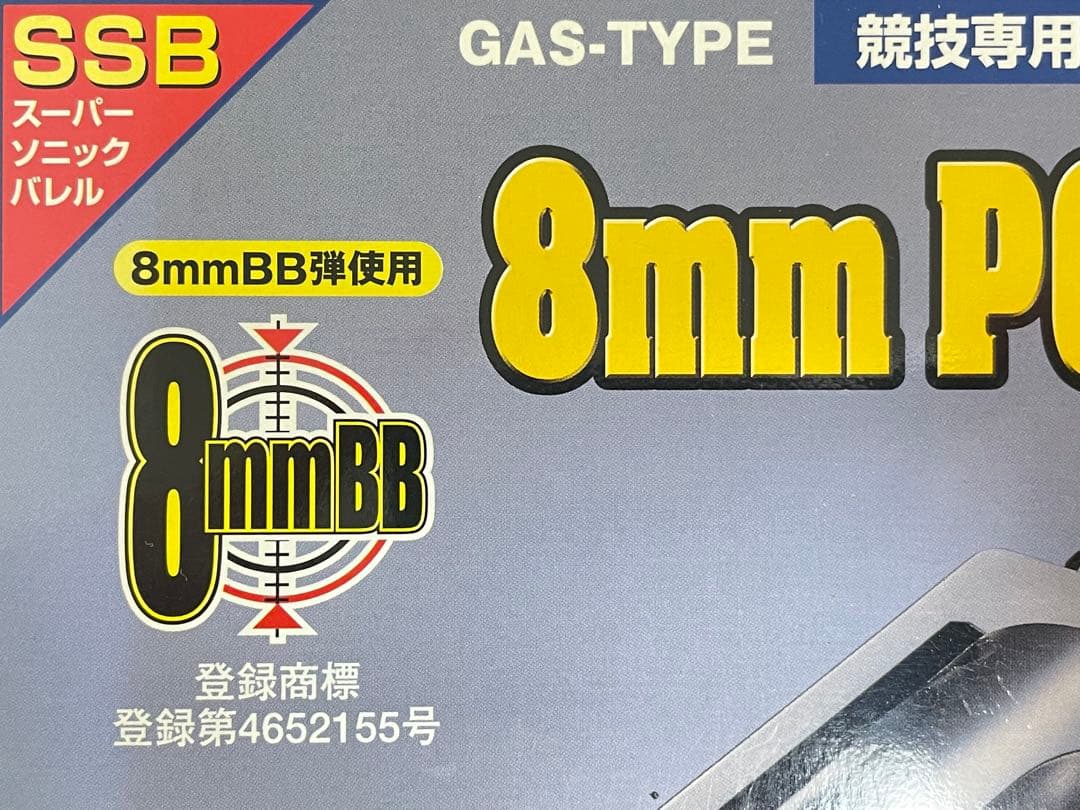 SSB
スーパー
ソニック
バレル
GAS-TYPE 競技専用
8mm
8mmBB弾使用
8mmBB
登録商標
登録第4652155号